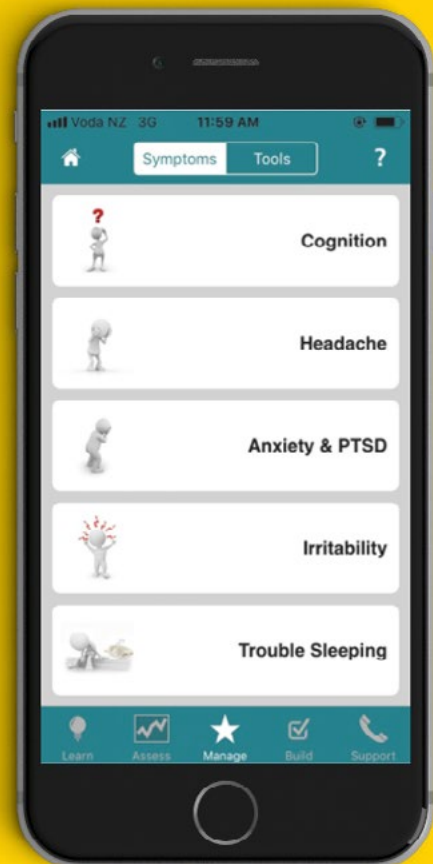 Voda NZ 3G 11:59 AM
Symptoms Tools ?
?
Cognition
Headache
Anxiety & PTSD
Irritability
Trouble Sleeping
Learn Assess Manage Build Support